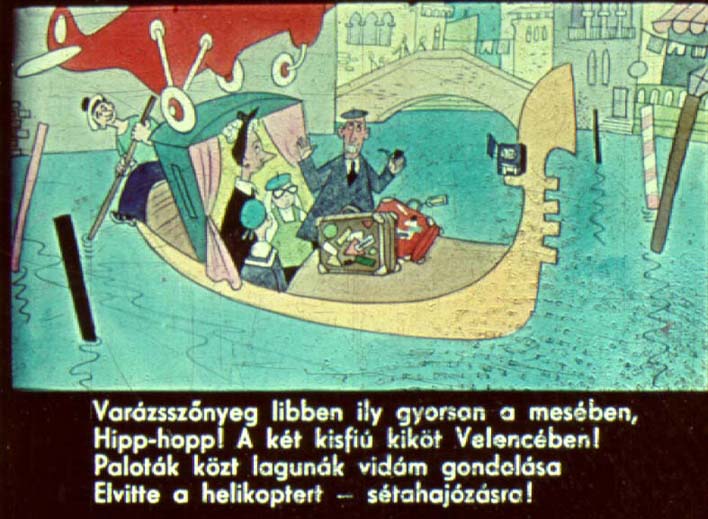 Varázsszőnyeg libben ily gyorsan a mesében,
Hipp-hopp! A két kisfiú kiköt Velencében!
Paloták közt lagunák vidám gondolása
Elvitte a helikoptert – sétahajózásra!